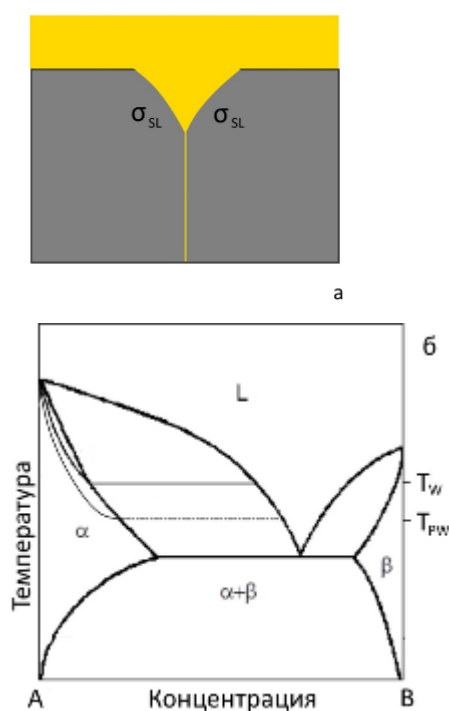 σSL σSL
а
б
L
TW
TPW
α
β
α+β
Температура
A Концентрация B